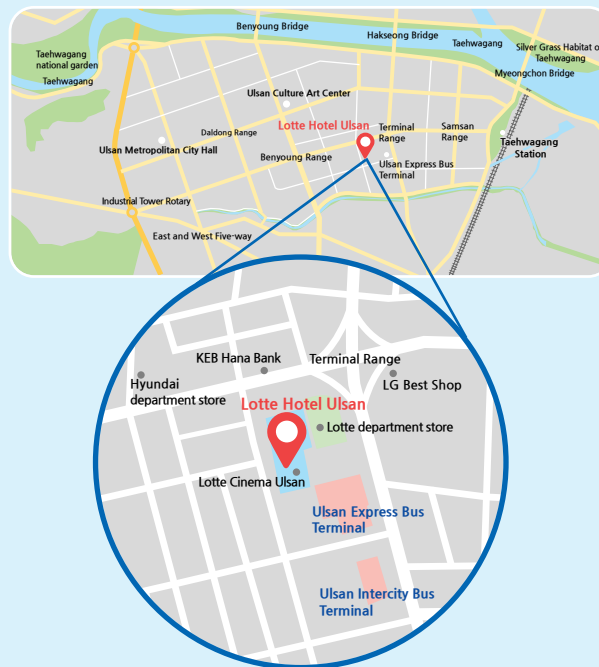 Benyoung Bridge
Hakseong Bridge
Taehwagang
Silver Grass Habitat o
Taehwagang
Myeongchon Bridge
Taehwagang
national garden
Taehwagang
Ulsan Culture Art Center
Lotte Hotel Ulsan
Daldong Range
Terminal
Range
Samsan
Range
Taehwagang
Station
Ulsan Metropolitan City Hall
Benyoung Range
Ulsan Express Bus
Terminal
Industrial Tower Rotary
East and West Five-way
KEB Hana Bank
Terminal Range
Hyundai
department store
LG Best Shop
Lotte Hotel Ulsan
Lotte department store
Lotte Cinema Ulsan
Ulsan Express Bus
Terminal
Ulsan Intercity Bus
Terminal